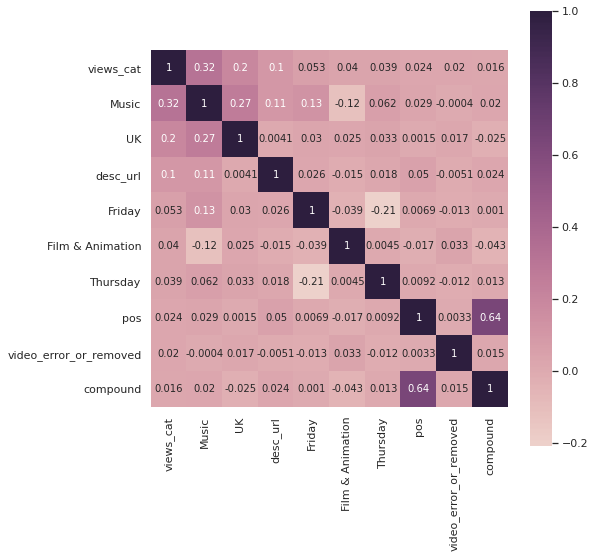 views_cat 1 0.32 0.2 0.1 0.053 0.04 0.039 0.024 0.02 0.016
Music 0.32 1 0.27 0.11 0.13 -0.12 0.062 0.029 -0.0004 0.02
UK 0.2 0.27 1 0.0041 0.03 0.025 0.033 0.0015 0.017 -0.025
desc_url 0.1 0.11 0.0041 1 0.026 -0.015 0.018 0.05 -0.0051 0.024
Friday 0.053 0.13 0.03 0.026 1 -0.039 -0.21 0.0069 -0.013 0.001
Film & Animation 0.04 -0.12 0.025 -0.015 -0.039 1 0.0045 -0.017 0.033 -0.043
Thursday 0.039 0.062 0.033 0.018 -0.21 0.0045 1 0.0092 -0.012 0.013
pos 0.024 0.029 0.0015 0.05 0.0069 -0.017 0.0092 1 0.0033 0.64
video_error_or_removed 0.02 -0.0004 0.017 -0.0051 -0.013 0.033 -0.012 0.0033 1 0.015
compound 0.016 0.02 -0.025 0.024 0.001 -0.043 0.013 0.64 0.015 1
views_cat
Music
UK
desc_url
Friday
Film & Animation
Thursday
pos
video_error_or_removed
compound
1.0
0.8
0.6
0.4
0.2
0.0
−0.2